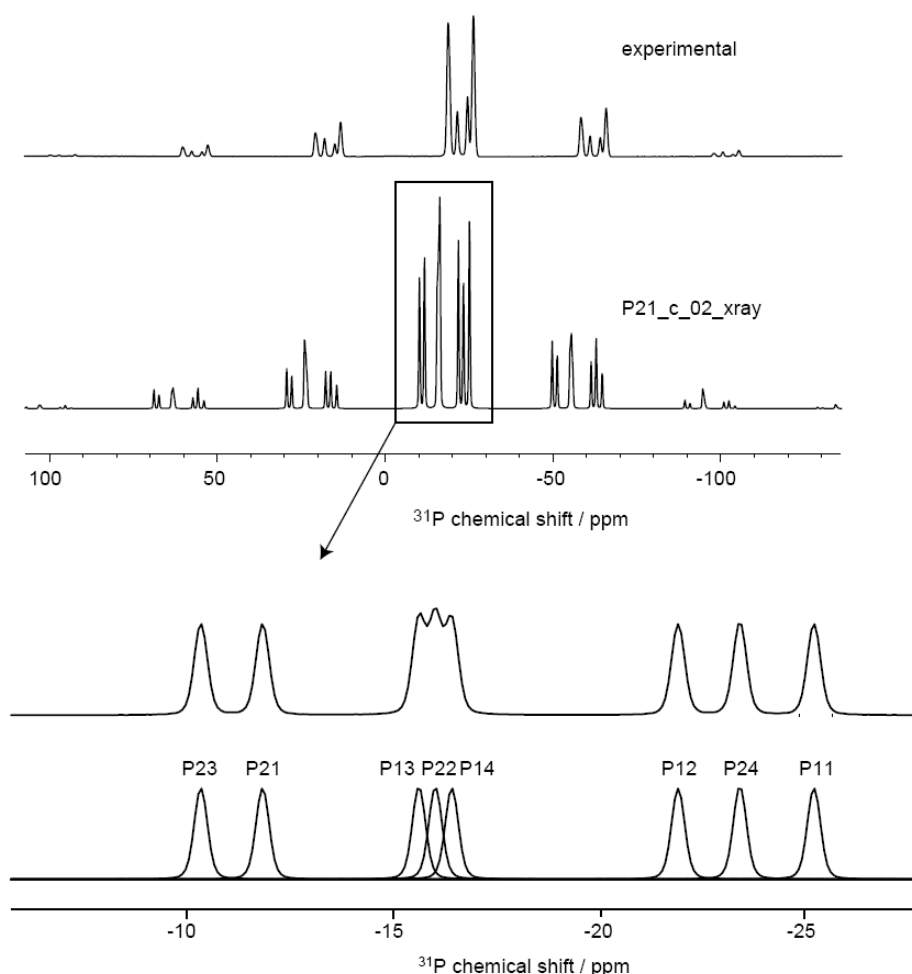 experimental
P21_c_02_xray
100 50 0 -50 -100
³¹P chemical shift / ppm
P23 P21 P13 P22 P14 P12 P24 P11
-10 -15 -20 -25
³¹P chemical shift / ppm